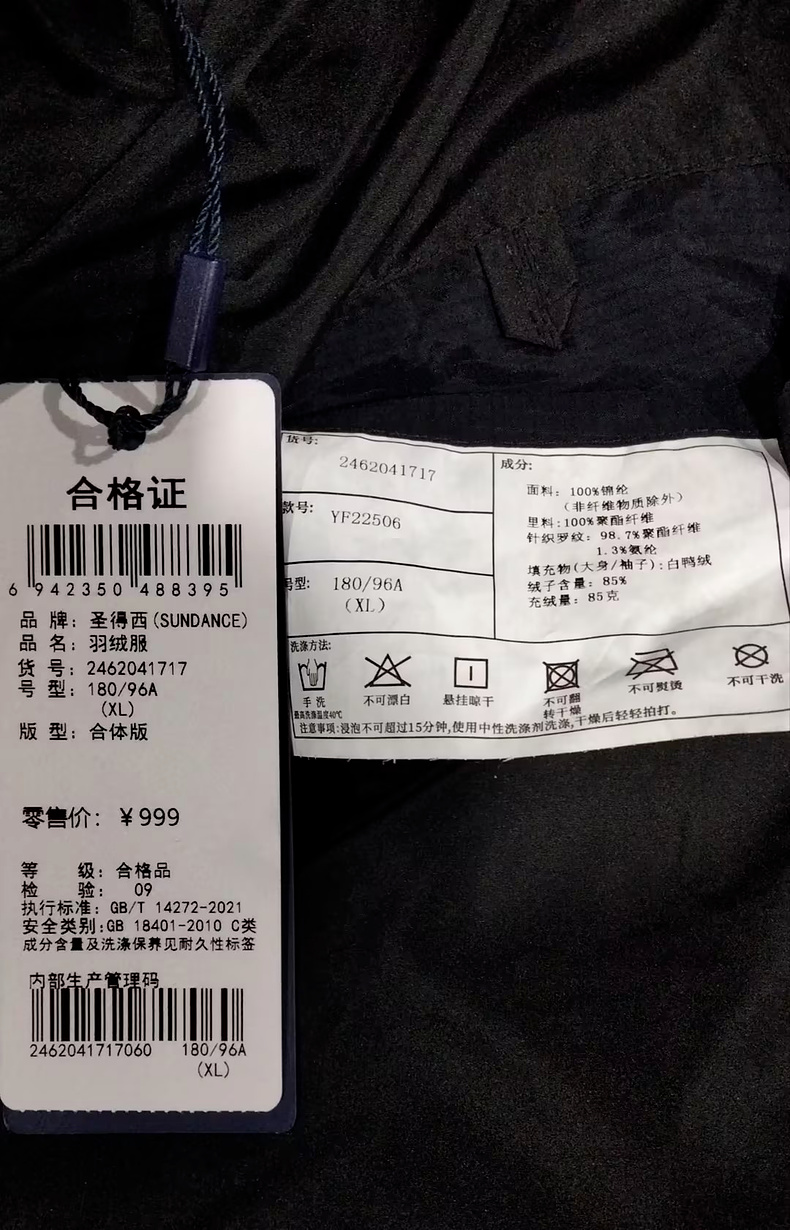 合格证
6 942350 488395
品 牌: 圣得西(SUNDANCE)
品 名: 羽绒服
货 号: 2462041717
号 型: 180/96A
(XL)
版 型: 合体版
零售价: ¥999
等 级: 合格品
检 验: 09
执行标准: GB/T 14272-2021
安全类别:GB 18401-2010 C类
成分含量及洗涤保养见耐久性标签
内部生产管理码
2462041717060 180/96A
(XL)
货号:
2462041717
款号:
YF22506
号型:
180/96A
(XL)
成分:
面料: 100%锦纶
(非纤维物质除外)
里料:100%聚酯纤维
针织罗纹: 98.7%聚酯纤维
1.3%氨纶
填充物(大身/袖子):白鸭绒
绒子含量: 85%
充绒量: 85克
洗涤方法:
手 洗
最高洗涤温度40℃
不可漂白
悬挂晾干
不可翻
转干燥
不可熨烫
不可干洗
注意事项:浸泡不可超过15分钟,使用中性洗涤剂洗涤,干燥后轻轻拍打。